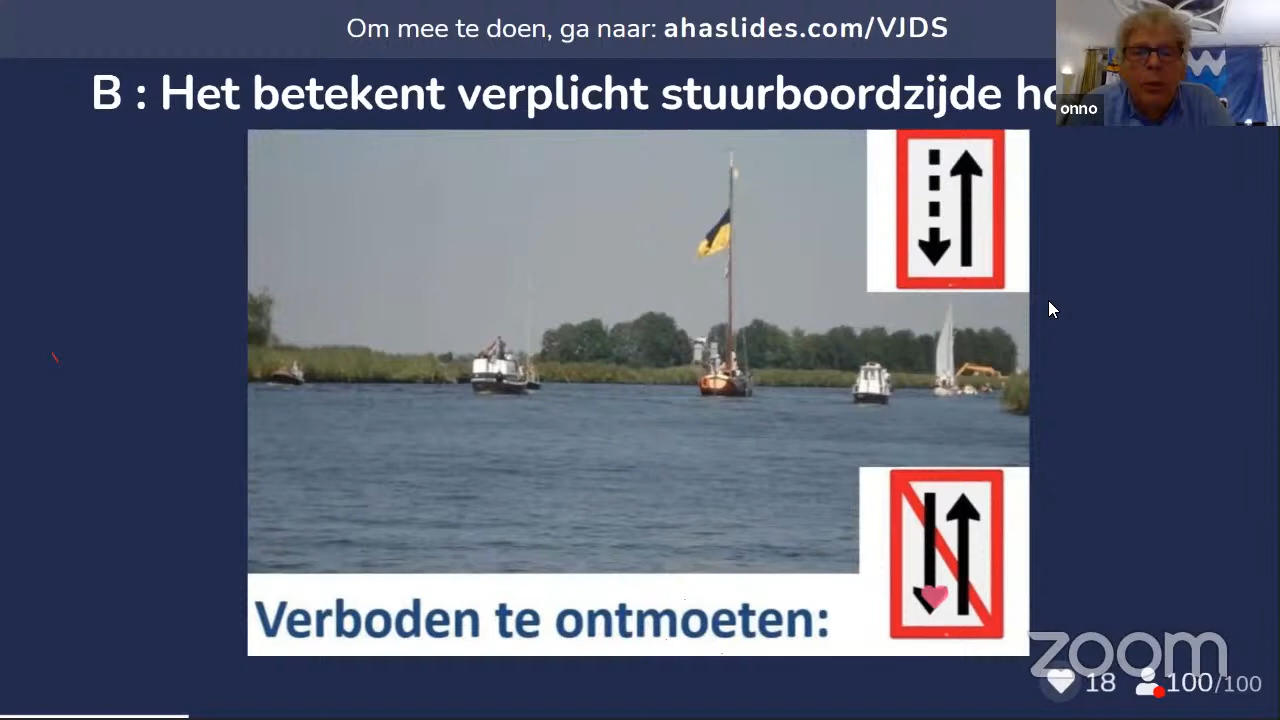 Om mee te doen, ga naar: ahaslides.com/VJDS
B : Het betekent verplicht stuurboordzijde
onno
Verboden te ontmoeten:
zoom
18 100/100